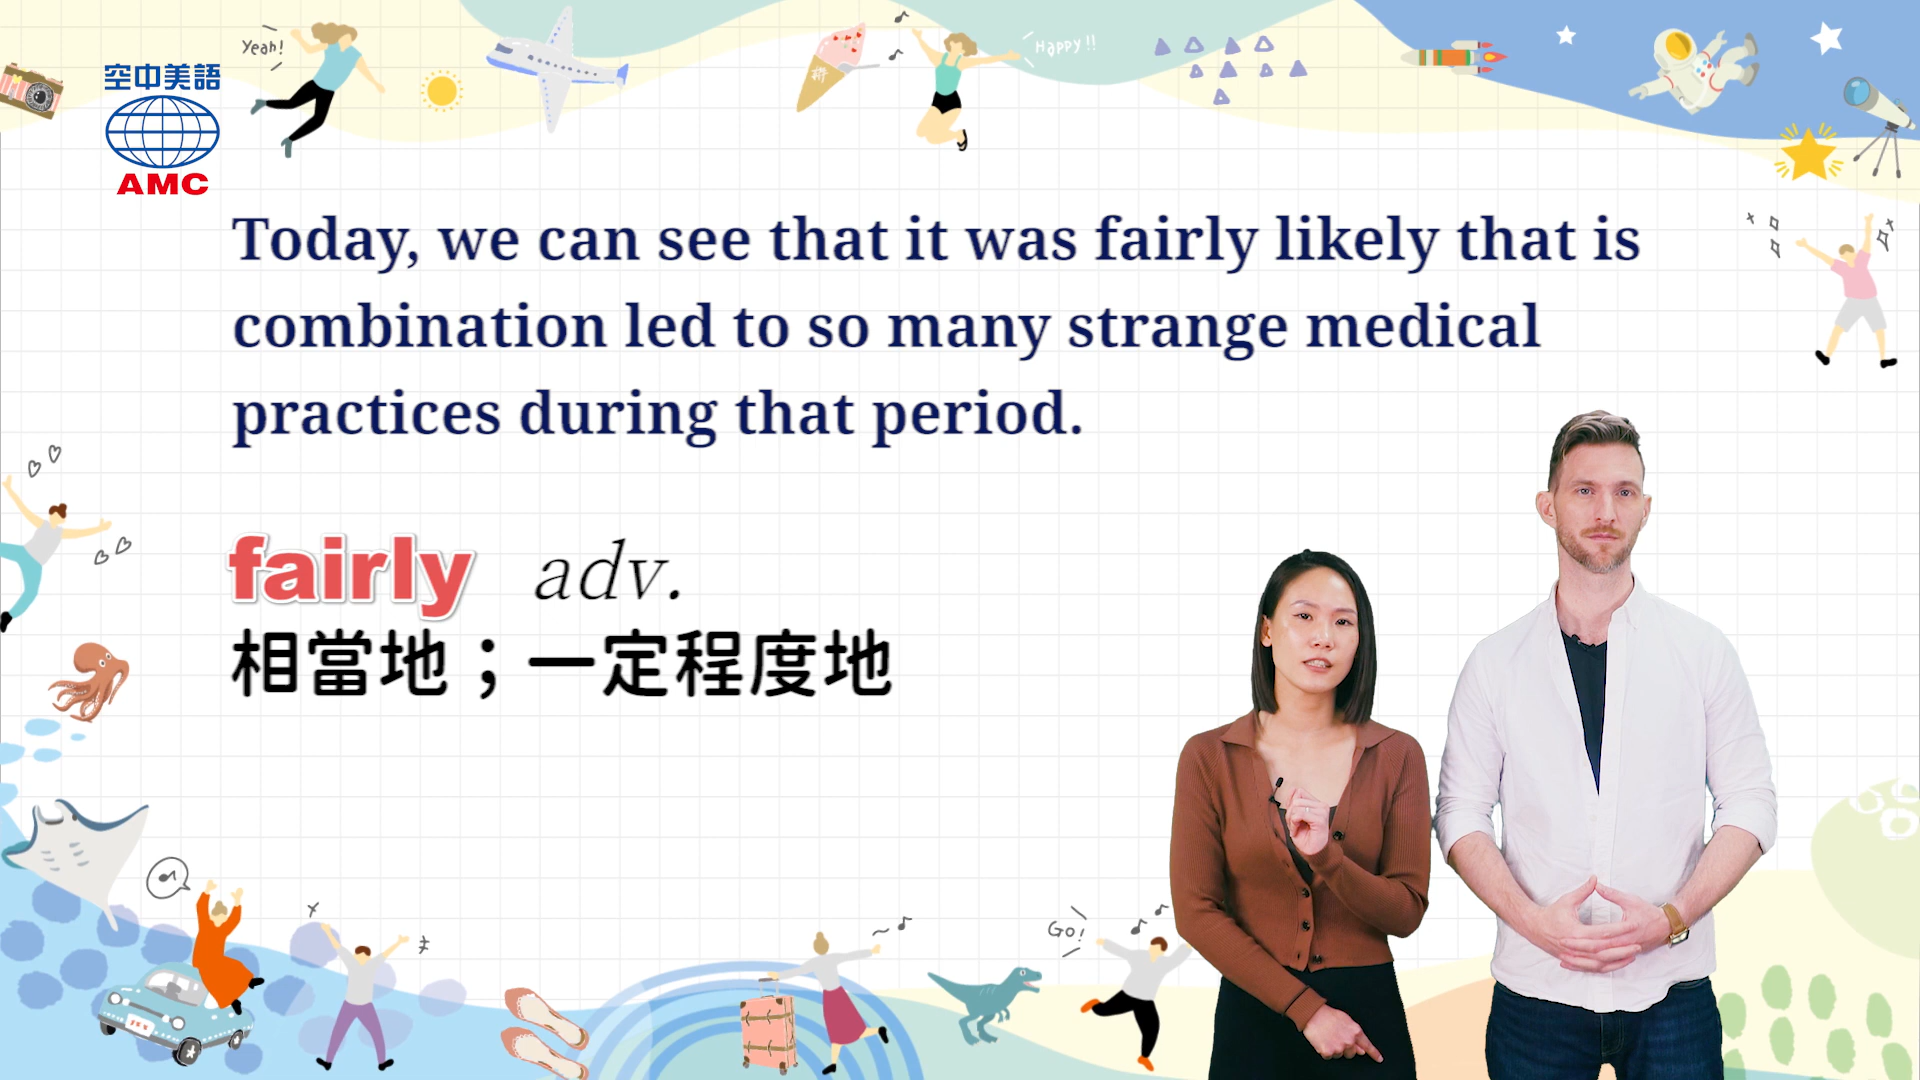 Yeah!
Happy!!
空中美語
AMC
Today, we can see that it was fairly likely that is
combination led to so many strange medical
practices during that period.
fairly adv.
相當地；一定程度地
Go!